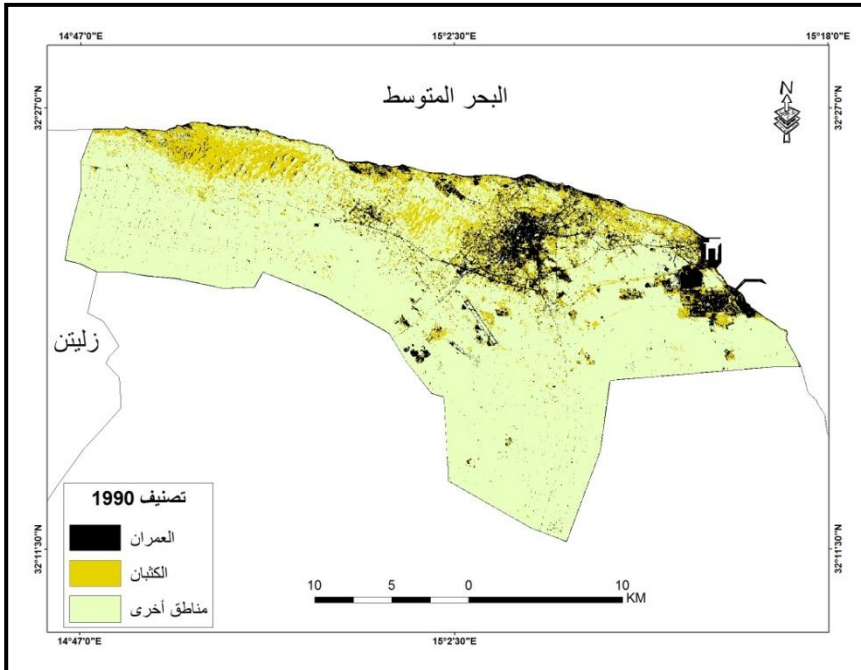 14°47'0"E 15°2'30"E 15°18'0"E
32°27'0"N 32°27'0"N
البحر المتوسط
N
زليتن
تصنيف 1990
العمران
الكثبان
مناطق أخرى
32°11'30"N 32°11'30"N
10 5 0 10
KM
14°47'0"E 15°2'30"E